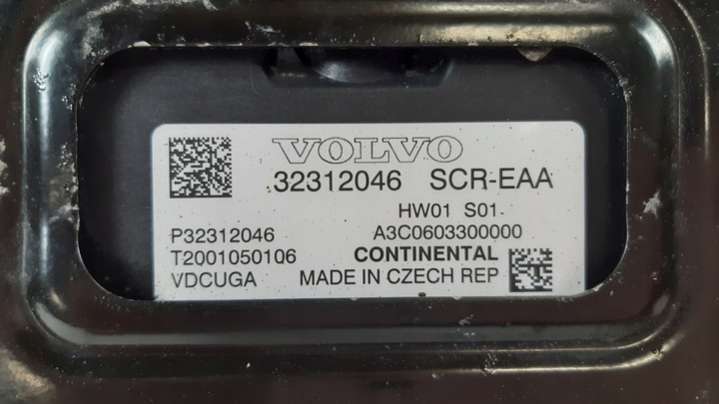 VOLVO
32312046 SCR-EAA
HW01 S01
P32312046 A3C0603300000
T2001050106 CONTINENTAL
VDCUGA MADE IN CZECH REP